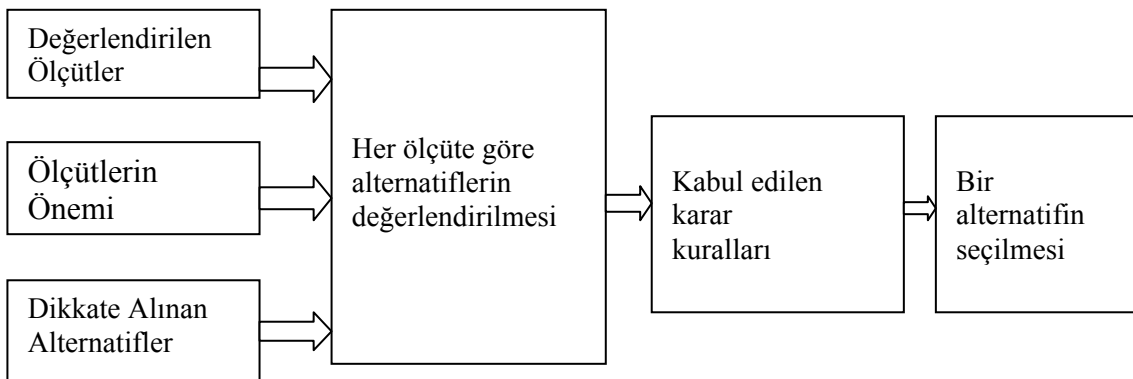 Değerlendirilen
Ölçütler
Ölçütlerin
Önemi
Dikkate Alınan
Alternatifler
Her ölçüte göre
alternatiflerin
değerlendirilmesi
Kabul edilen
karar
kuralları
Bir
alternatifin
seçilmesi